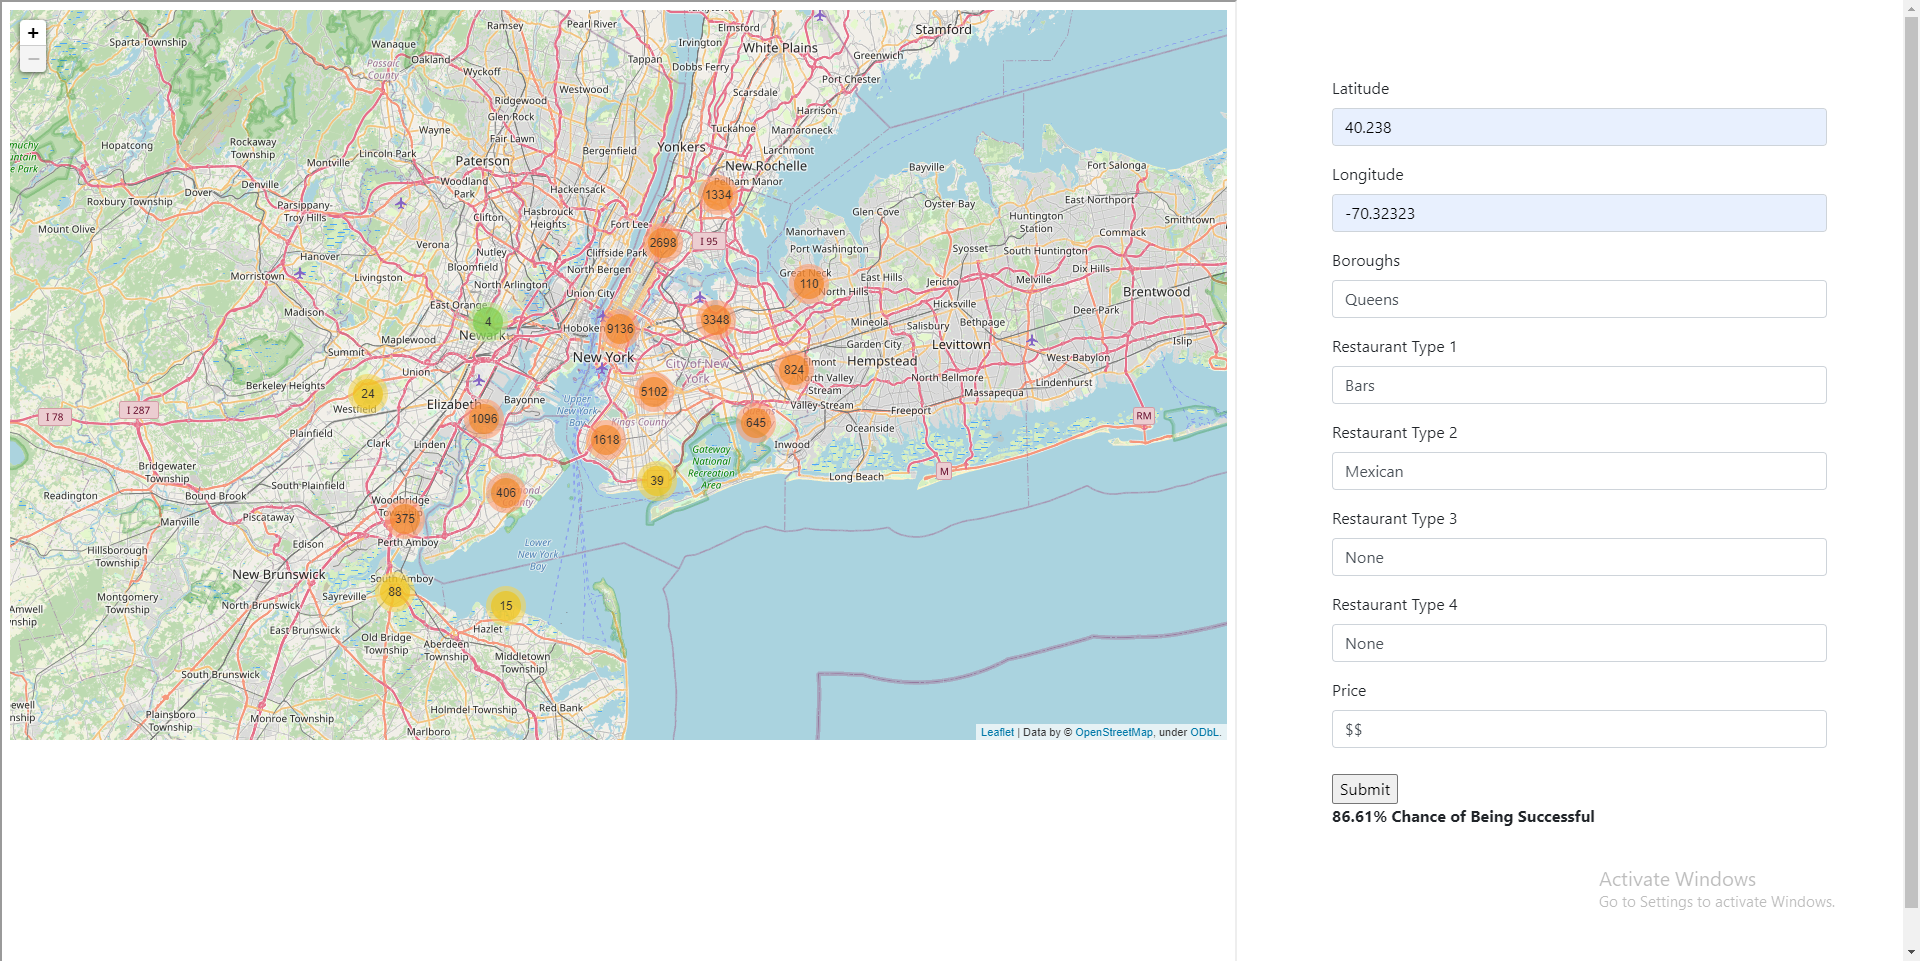 +
−
Sparta Township
Ramsey
Pearl River
Elmsford
Stamford
Wanaque
Irvington
White Plains
Oakland
Tappan
Greenwich
Passaic
County
Wyckoff
Dobbs Ferry
Port Chester
Westwood
Scarsdale
Ridgewood
Harrison
Glen Rock
Hopatcong
Rockaway
Township
Wayne
Fair Lawn
Tuckahoe
Mamaroneck
Montville
Lincoln Park
Bergenfield
Yonkers
Larchmont
Paterson
New Rochelle
Bayville
Fort Salonga
Dover
Denville
Woodland
Park
Pelham Manor
Roxbury Township
Hackensack
1334
East Northport
Parsippany-
Troy Hills
Clifton
Hasbrouck
Heights
Glen Cove
Oyster Bay
Huntington
Station
Smithtown
Mount Olive
Fort Lee
Manorhaven
Commack
Verona
Nutley
Cliffside Park
2698
I 95
Port Washington
Syosset
South Huntington
Hanover
Bloomfield
North Bergen
Great Neck
Dix Hills
Morristown
Livingston
North Arlington
110
East Hills
Jericho
Melville
Brentwood
East Orange
Union City
North Hills
Hicksville
Deer Park
4
Newark
Hoboken
9136
3348
Mineola
Salisbury
Bethpage
Madison
Maplewood
Garden City
Islip
Summit
New York
City of New
York
Elmont
Hempstead
Levittown
West Babylon
Union
824
North Valley
Stream
North Bellmore
Lindenhurst
Berkeley Heights
24
Westfield
Elizabeth
Bayonne
Upper
New York
Bay
5102
Valley Stream
Freeport
Massapequa
I 78
I 287
1096
Kings County
645
RM
Plainfield
Clark
Linden
1618
Inwood
Oceanside
Bridgewater
Township
Gateway
National
Recreation
Area
M
Readington
Bound Brook
South Plainfield
406
39
Long Beach
Manville
Piscataway
Woodbridge
375
Edison
Perth Amboy
Hillsborough
Township
Lower
New York
Bay
New Brunswick
South Amboy
Montgomery
Township
North Brunswick
Sayreville
88
15
East Brunswick
Hazlet
Old Bridge
Township
Aberdeen
Township
Middletown
Township
South Brunswick
Plainsboro
Township
Monroe Township
Holmdel Township
Red Bank
Marlboro
Leaflet | Data by © OpenStreetMap, under ODbL.
Latitude
40.238
Longitude
-70.32323
Boroughs
Queens
Restaurant Type 1
Bars
Restaurant Type 2
Mexican
Restaurant Type 3
None
Restaurant Type 4
None
Price
$$
Submit
86.61% Chance of Being Successful
Activate Windows
Go to Settings to activate Windows.